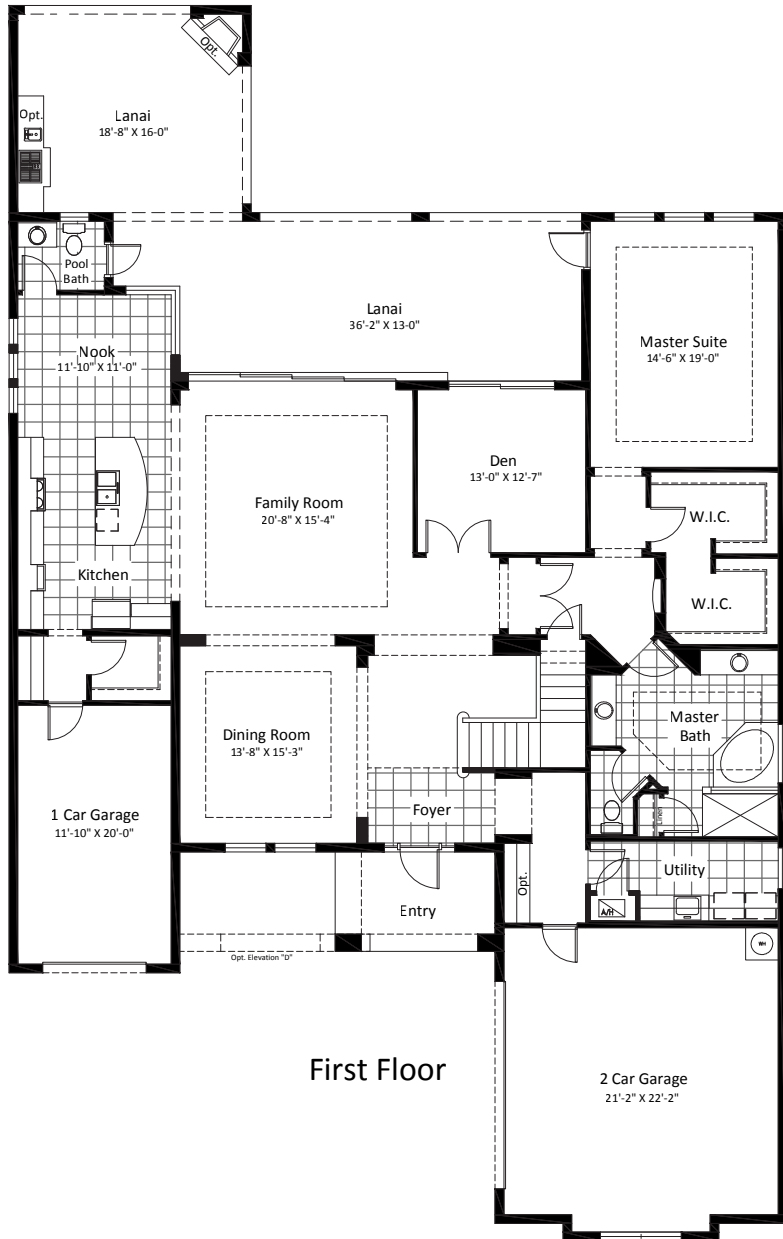 Opt.
Opt.
Lanai
18'-8" X 16-0"
Pool
Bath
Lanai
36'-2" X 13-0"
Nook
11'-10" X 11'-0"
Master Suite
14'-6" X 19'-0"
Den
13'-0" X 12'-7"
Family Room
20'-8" X 15'-4"
W.I.C.
Kitchen
W.I.C.
Dining Room
13'-8" X 15'-3"
Master
Bath
1 Car Garage
11'-10" X 20'-0"
Foyer
Linen
Utility
Opt.
Entry
A/H
Opt. Elevation "D"
WH
First Floor
2 Car Garage
21'-2" X 22'-2"